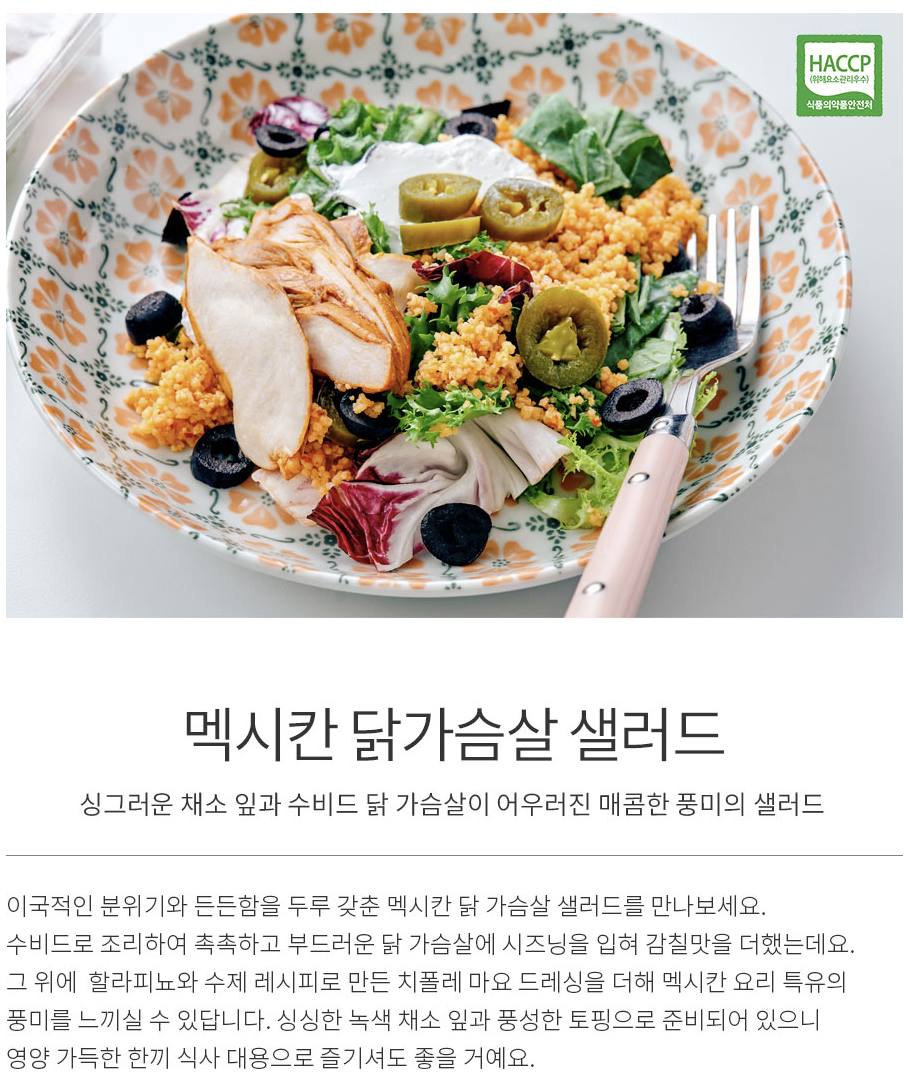 HACCP
(위해요소관리우수)
식품의약품안전처
멕시칸 닭가슴살 샐러드
싱그러운 채소 잎과 수비드 닭 가슴살이 어우러진 매콤한 풍미의 샐러드
이국적인 분위기와 든든함을 두루 갖춘 멕시칸 닭 가슴살 샐러드를 만나보세요.
수비드로 조리하여 촉촉하고 부드러운 닭 가슴살에 시즈닝을 입혀 감칠맛을 더했는데요.
그 위에 할라피뇨와 수제 레시피로 만든 치폴레 마요 드레싱을 더해 멕시칸 요리 특유의
풍미를 느끼실 수 있답니다. 싱싱한 녹색 채소 잎과 풍성한 토핑으로 준비되어 있으니
영양 가득한 한끼 식사 대용으로 즐기셔도 좋을 거예요.